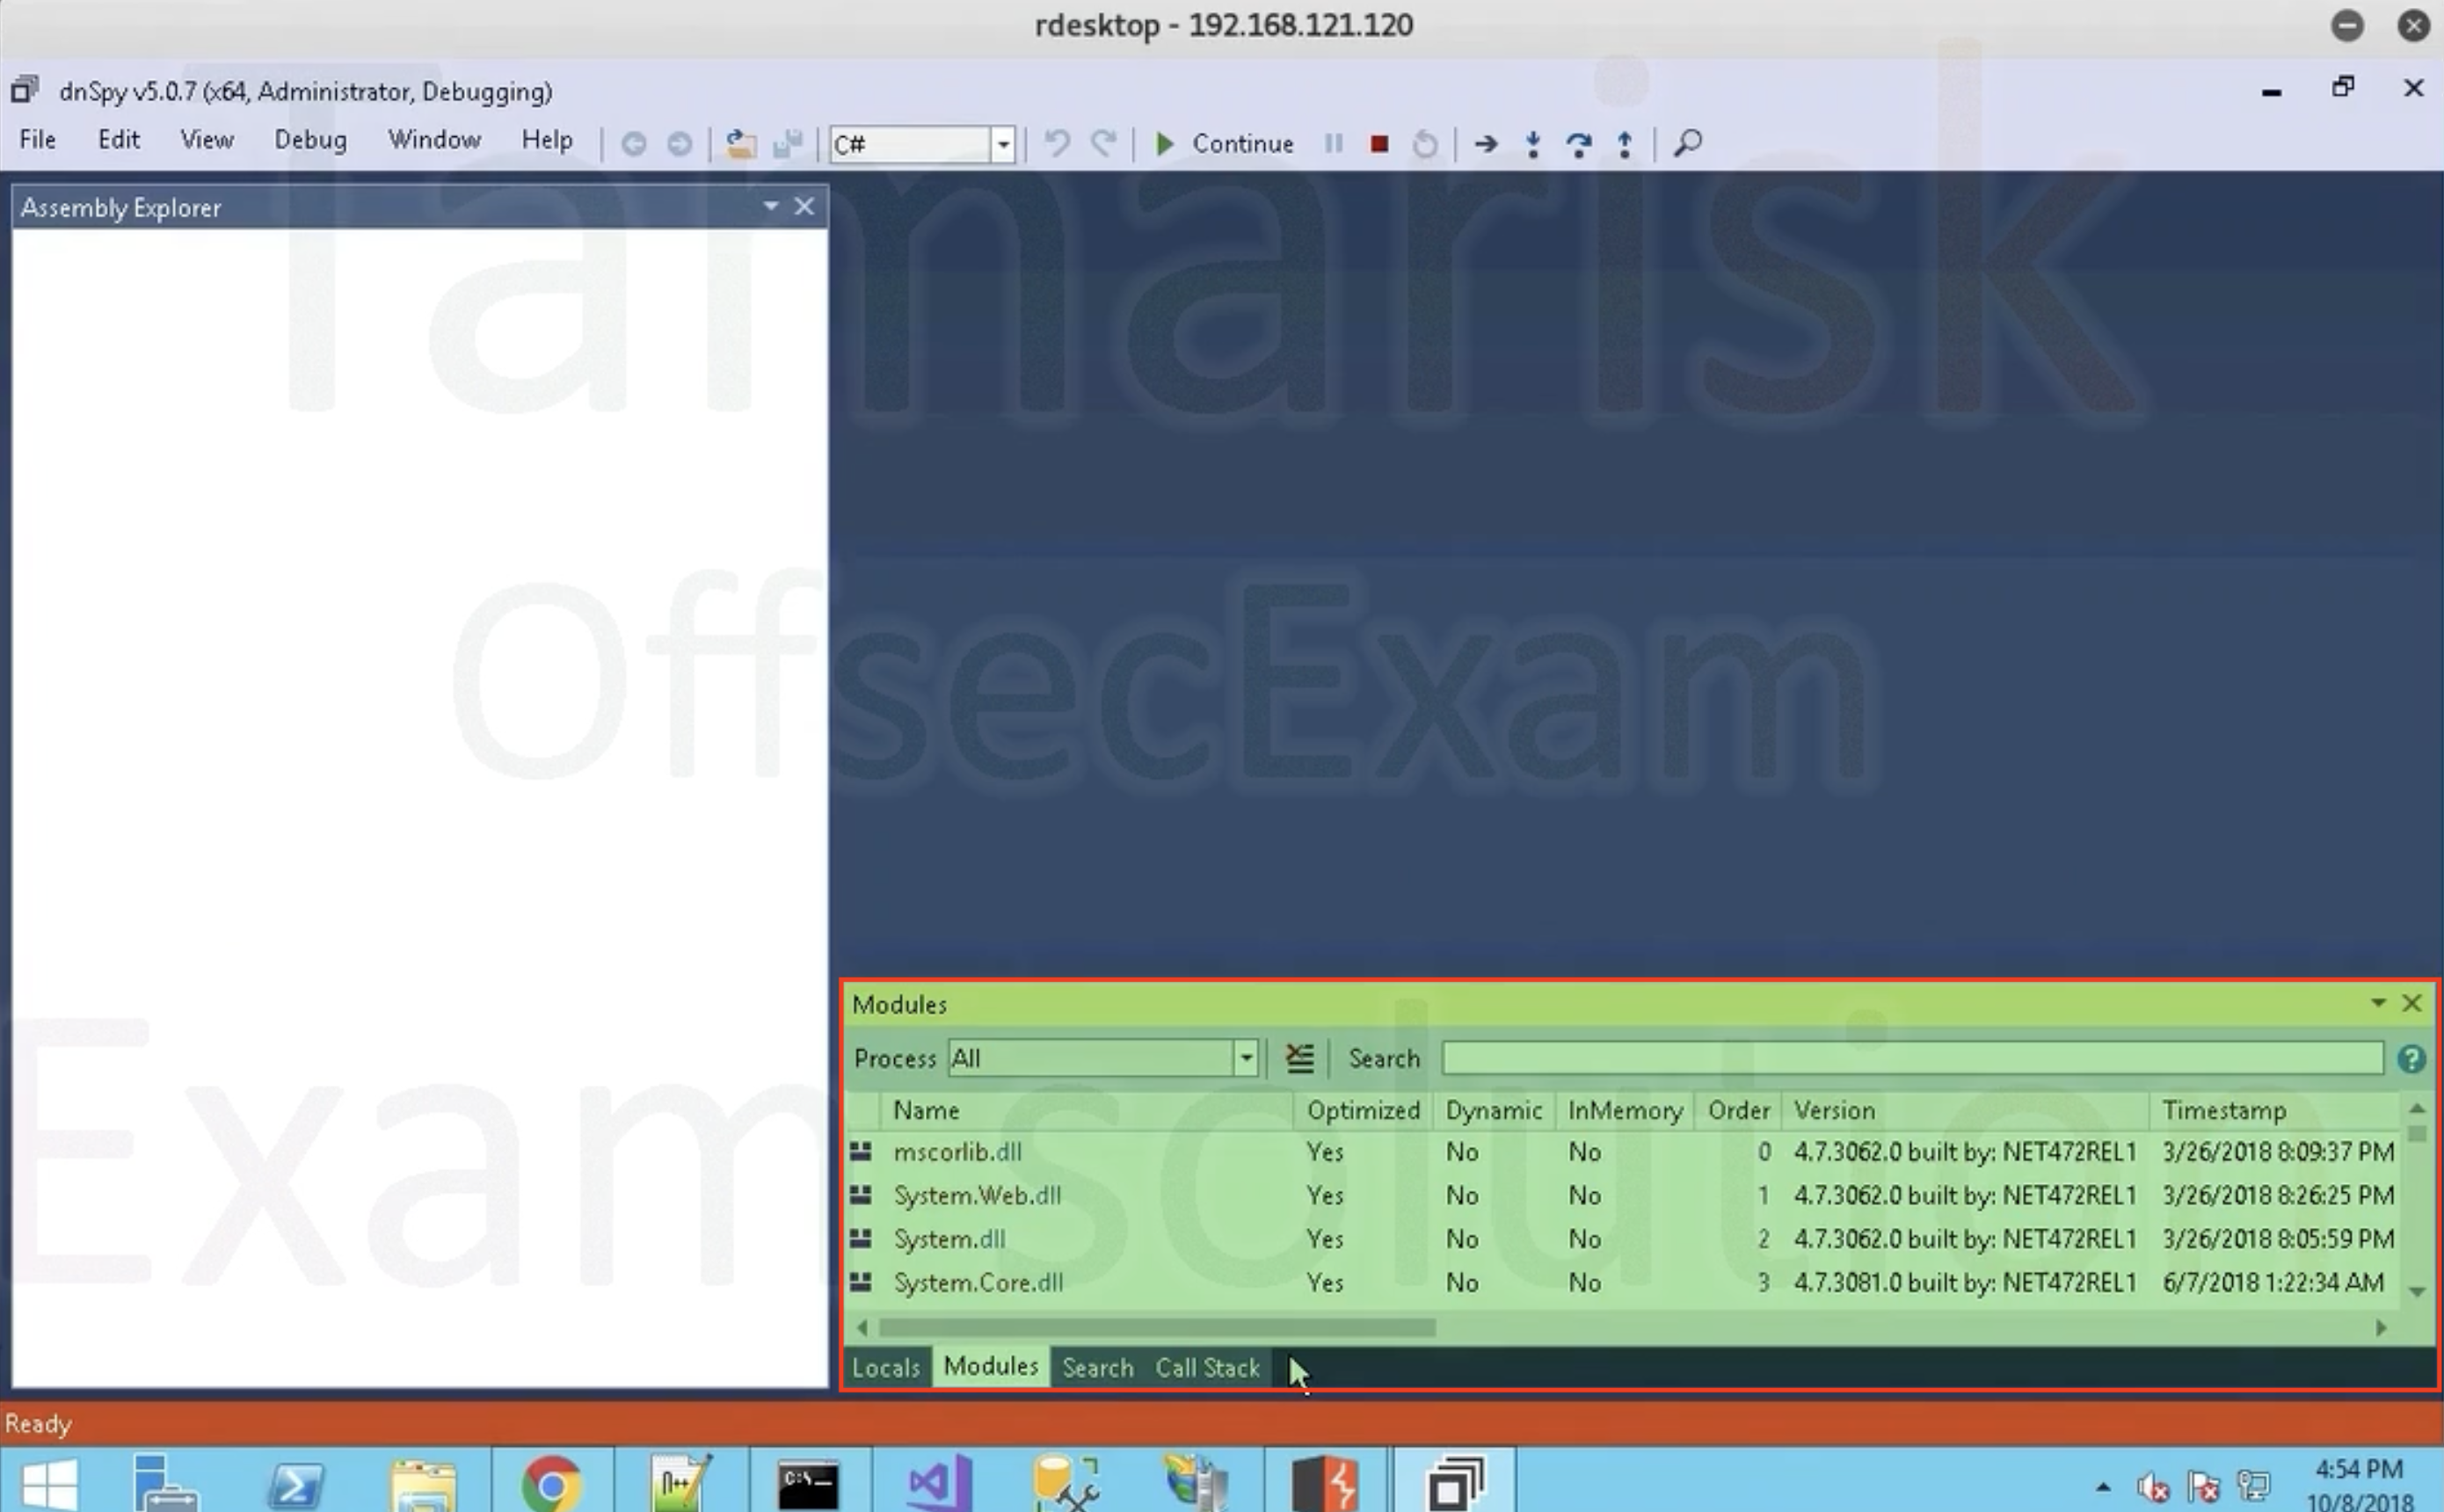 rdesktop - 192.168.121.120
dnSpy v5.0.7 (x64, Administrator, Debugging)
File Edit View Debug Window Help C# Continue
Assembly Explorer
Tamarisk
OffsecExam
Exam solution
Modules
Process All Search
Name Optimized Dynamic InMemory Order Version Timestamp
mscorlib.dll Yes No No 0 4.7.3062.0 built by: NET472REL1 3/26/2018 8:09:37 PM
System.Web.dll Yes No No 1 4.7.3062.0 built by: NET472REL1 3/26/2018 8:26:25 PM
System.dll Yes No No 2 4.7.3062.0 built by: NET472REL1 3/26/2018 8:05:59 PM
System.Core.dll Yes No No 3 4.7.3081.0 built by: NET472REL1 6/7/2018 1:22:34 AM
Locals Modules Search Call Stack
Ready
4:54 PM
10/8/2018